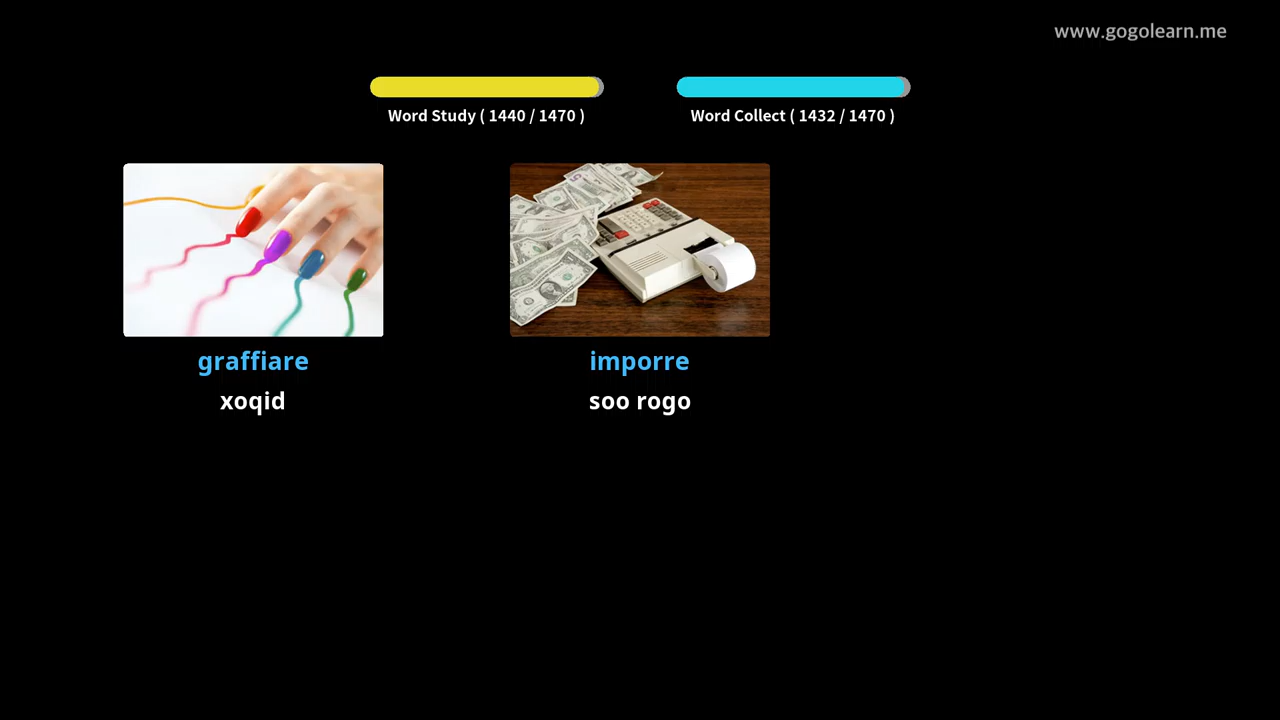 www.gogolearn.me
Word Study ( 1440 / 1470 )
Word Collect ( 1432 / 1470 )
graffiare
imporre
xoqid
soo rogo